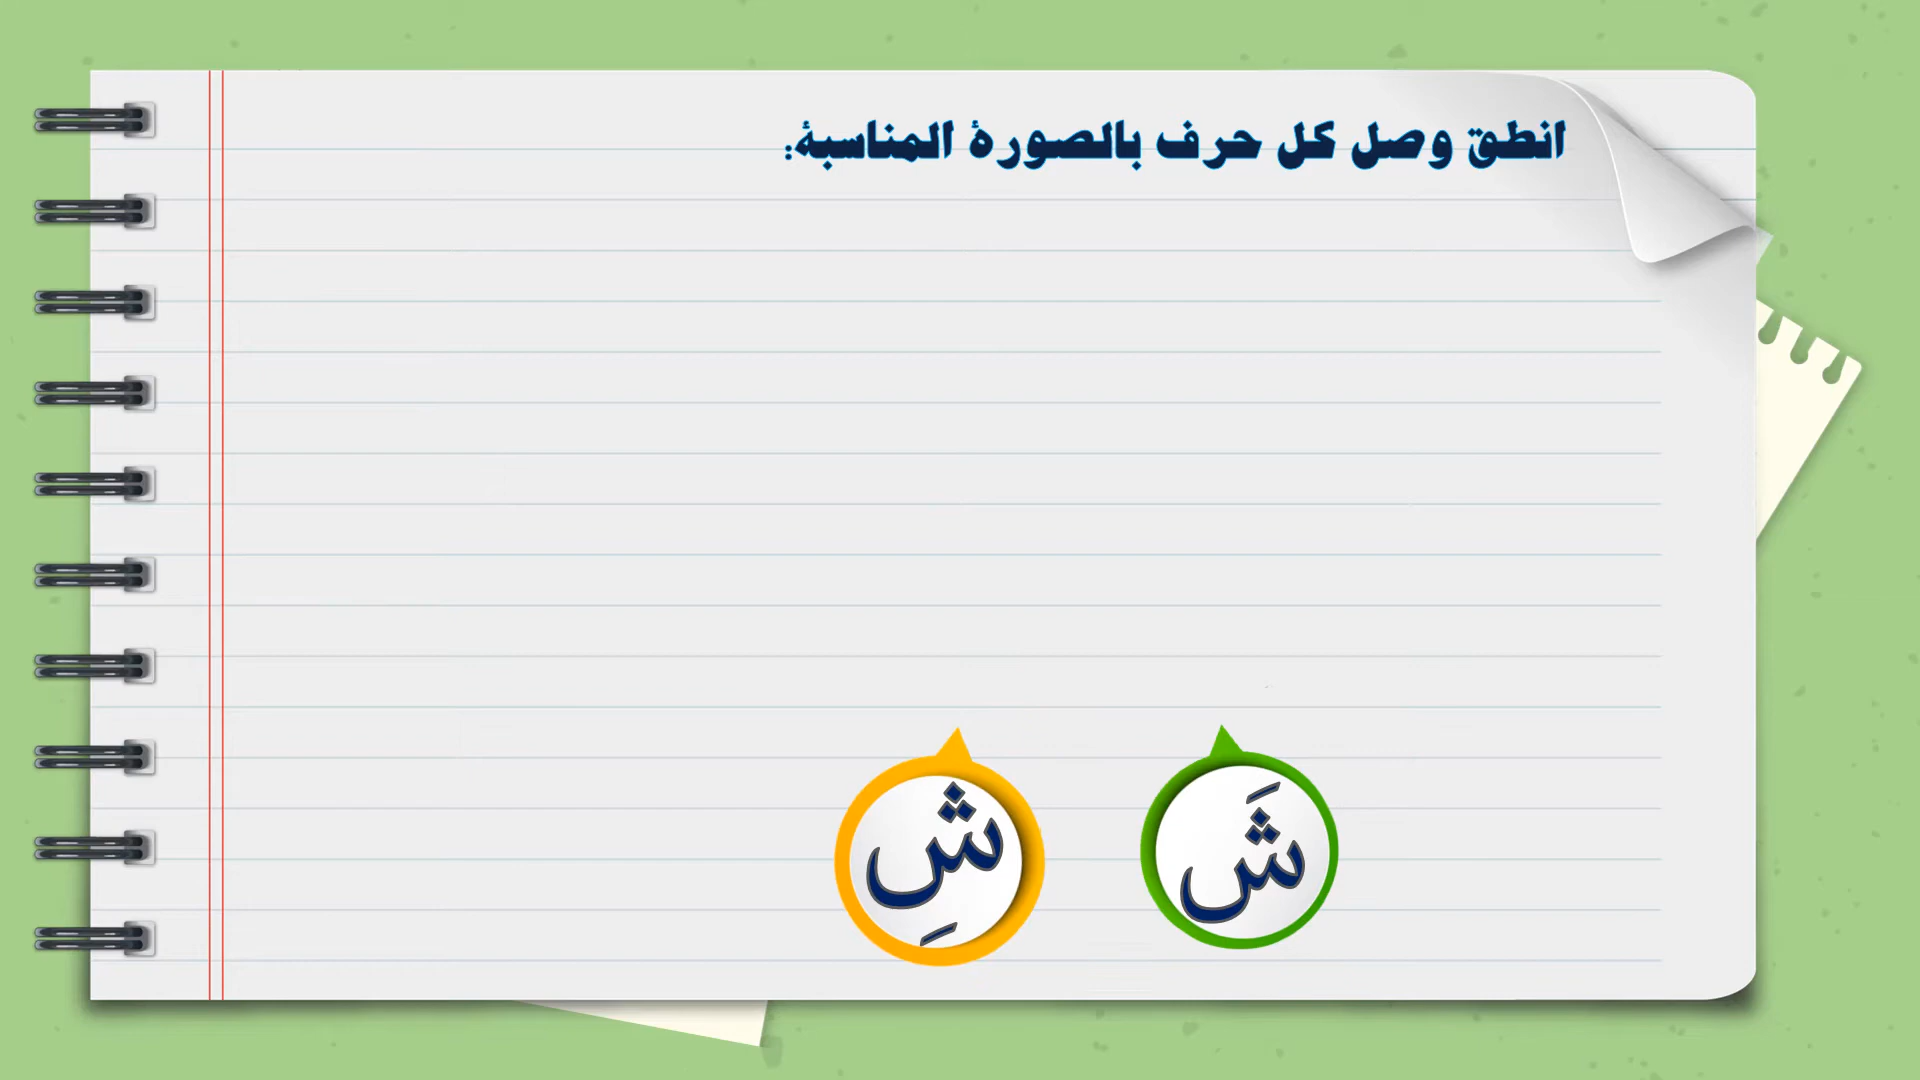 انطق وصل كل حرف بالصورة المناسبة:
شَ
شِ